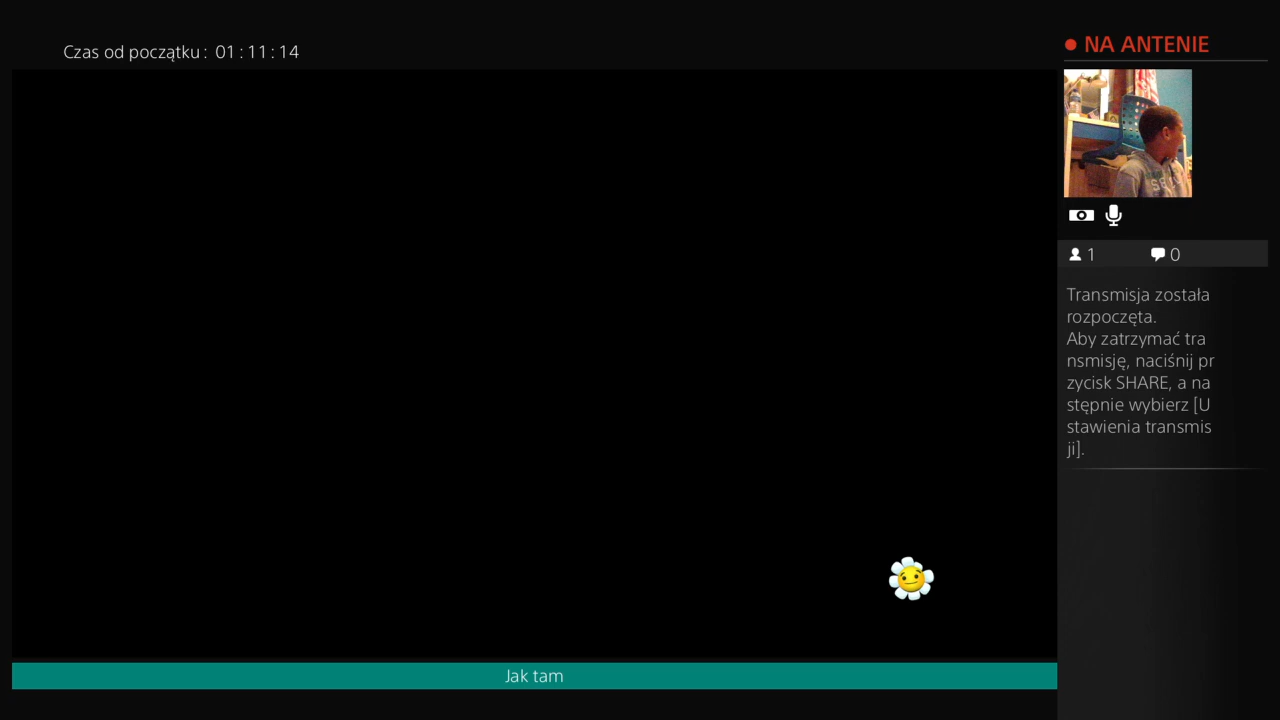 Czas od początku : 01 : 11 : 14
NA ANTENIE
1
0
Transmisja została
rozpoczęta.
Aby zatrzymać tra
nsmisję, naciśnij pr
zycisk SHARE, a na
stępnie wybierz [U
stawienia transmis
ji].
Jak tam